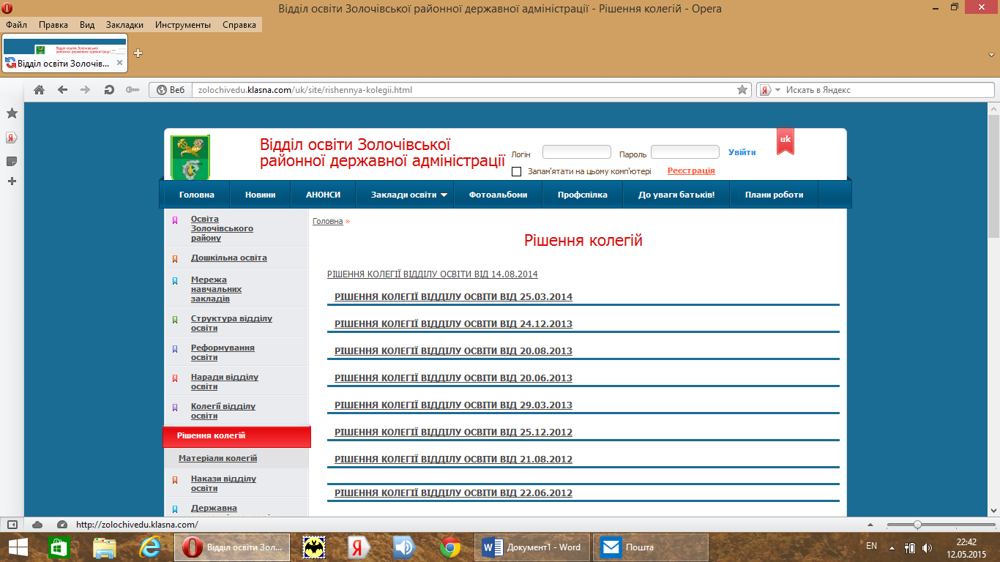 Відділ освіти Золочівської районної державної адміністрації - Рішення колегій - Opera
Файл Правка Вид Закладки Инструменты Справка
Відділ освіти Золочів...
Веб zolochivedu.klasna.com/uk/site/rishennya-kolegii.html Искать в Яндекс
Відділ освіти Золочівської
районної державної адміністрації
Логін Пароль Увійти
Запам'ятати на цьому комп'ютері Реєстрація
uk
Головна Новини АНОНСИ Заклади освіти Фотоальбоми Профспілка До уваги батьків! Плани роботи
Освіта
Золочівського
району
Дошкільна освіта
Мережа
навчальних
закладів
Структура відділу
освіти
Реформування
освіти
Наради відділу
освіти
Колегії відділу
освіти
Рішення колегій
Матеріали колегій
Накази відділу
освіти
Державна
Головна »
Рішення колегій
РІШЕННЯ КОЛЕГІЇ ВІДДІЛУ ОСВІТИ ВІД 14.08.2014
РІШЕННЯ КОЛЕГІЇ ВІДДІЛУ ОСВІТИ ВІД 25.03.2014
РІШЕННЯ КОЛЕГІЇ ВІДДІЛУ ОСВІТИ ВІД 24.12.2013
РІШЕННЯ КОЛЕГІЇ ВІДДІЛУ ОСВІТИ ВІД 20.08.2013
РІШЕННЯ КОЛЕГІЇ ВІДДІЛУ ОСВІТИ ВІД 20.06.2013
РІШЕННЯ КОЛЕГІЇ ВІДДІЛУ ОСВІТИ ВІД 29.03.2013
РІШЕННЯ КОЛЕГІЇ ВІДДІЛУ ОСВІТИ ВІД 25.12.2012
РІШЕННЯ КОЛЕГІЇ ВІДДІЛУ ОСВІТИ ВІД 21.08.2012
РІШЕННЯ КОЛЕГІЇ ВІДДІЛУ ОСВІТИ ВІД 22.06.2012
http://zolochivedu.klasna.com/
Відділ освіти Зол... Документ1 - Word Пошта EN 22:42
12.05.2015